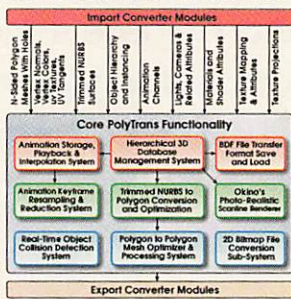 Import Converter Modules
N-Sided Polygon
Meshes With Holes
Vertex Normals,
Vertex Colors,
Vertex Textures,
UV Tangents
Trimmed NURBS
Surfaces
Object Hierarchy
and Instancing
Animation
Channels
Lights, Cameras &
Related Attributes
Materials and
Shader Attributes
Texture Mapping
& Attributes
Texture Projections
Core PolyTrans Functionality
Animation Storage,
Playback &
Interpolation System
Hierarchical 3D
Database
Management System
BDF File Transfer
Format Save
and Load
Animation Keyframe
Resampling &
Reduction System
Trimmed NURBS to
Polygon Conversion
and Optimization
Okino's
Photo-Realistic
Scanline Renderer
Real-Time Object
Collision Detection
System
Polygon to Polygon
Mesh Optimizer &
Processing System
2D Bitmap File
Conversion
Sub-System
Export Converter Modules